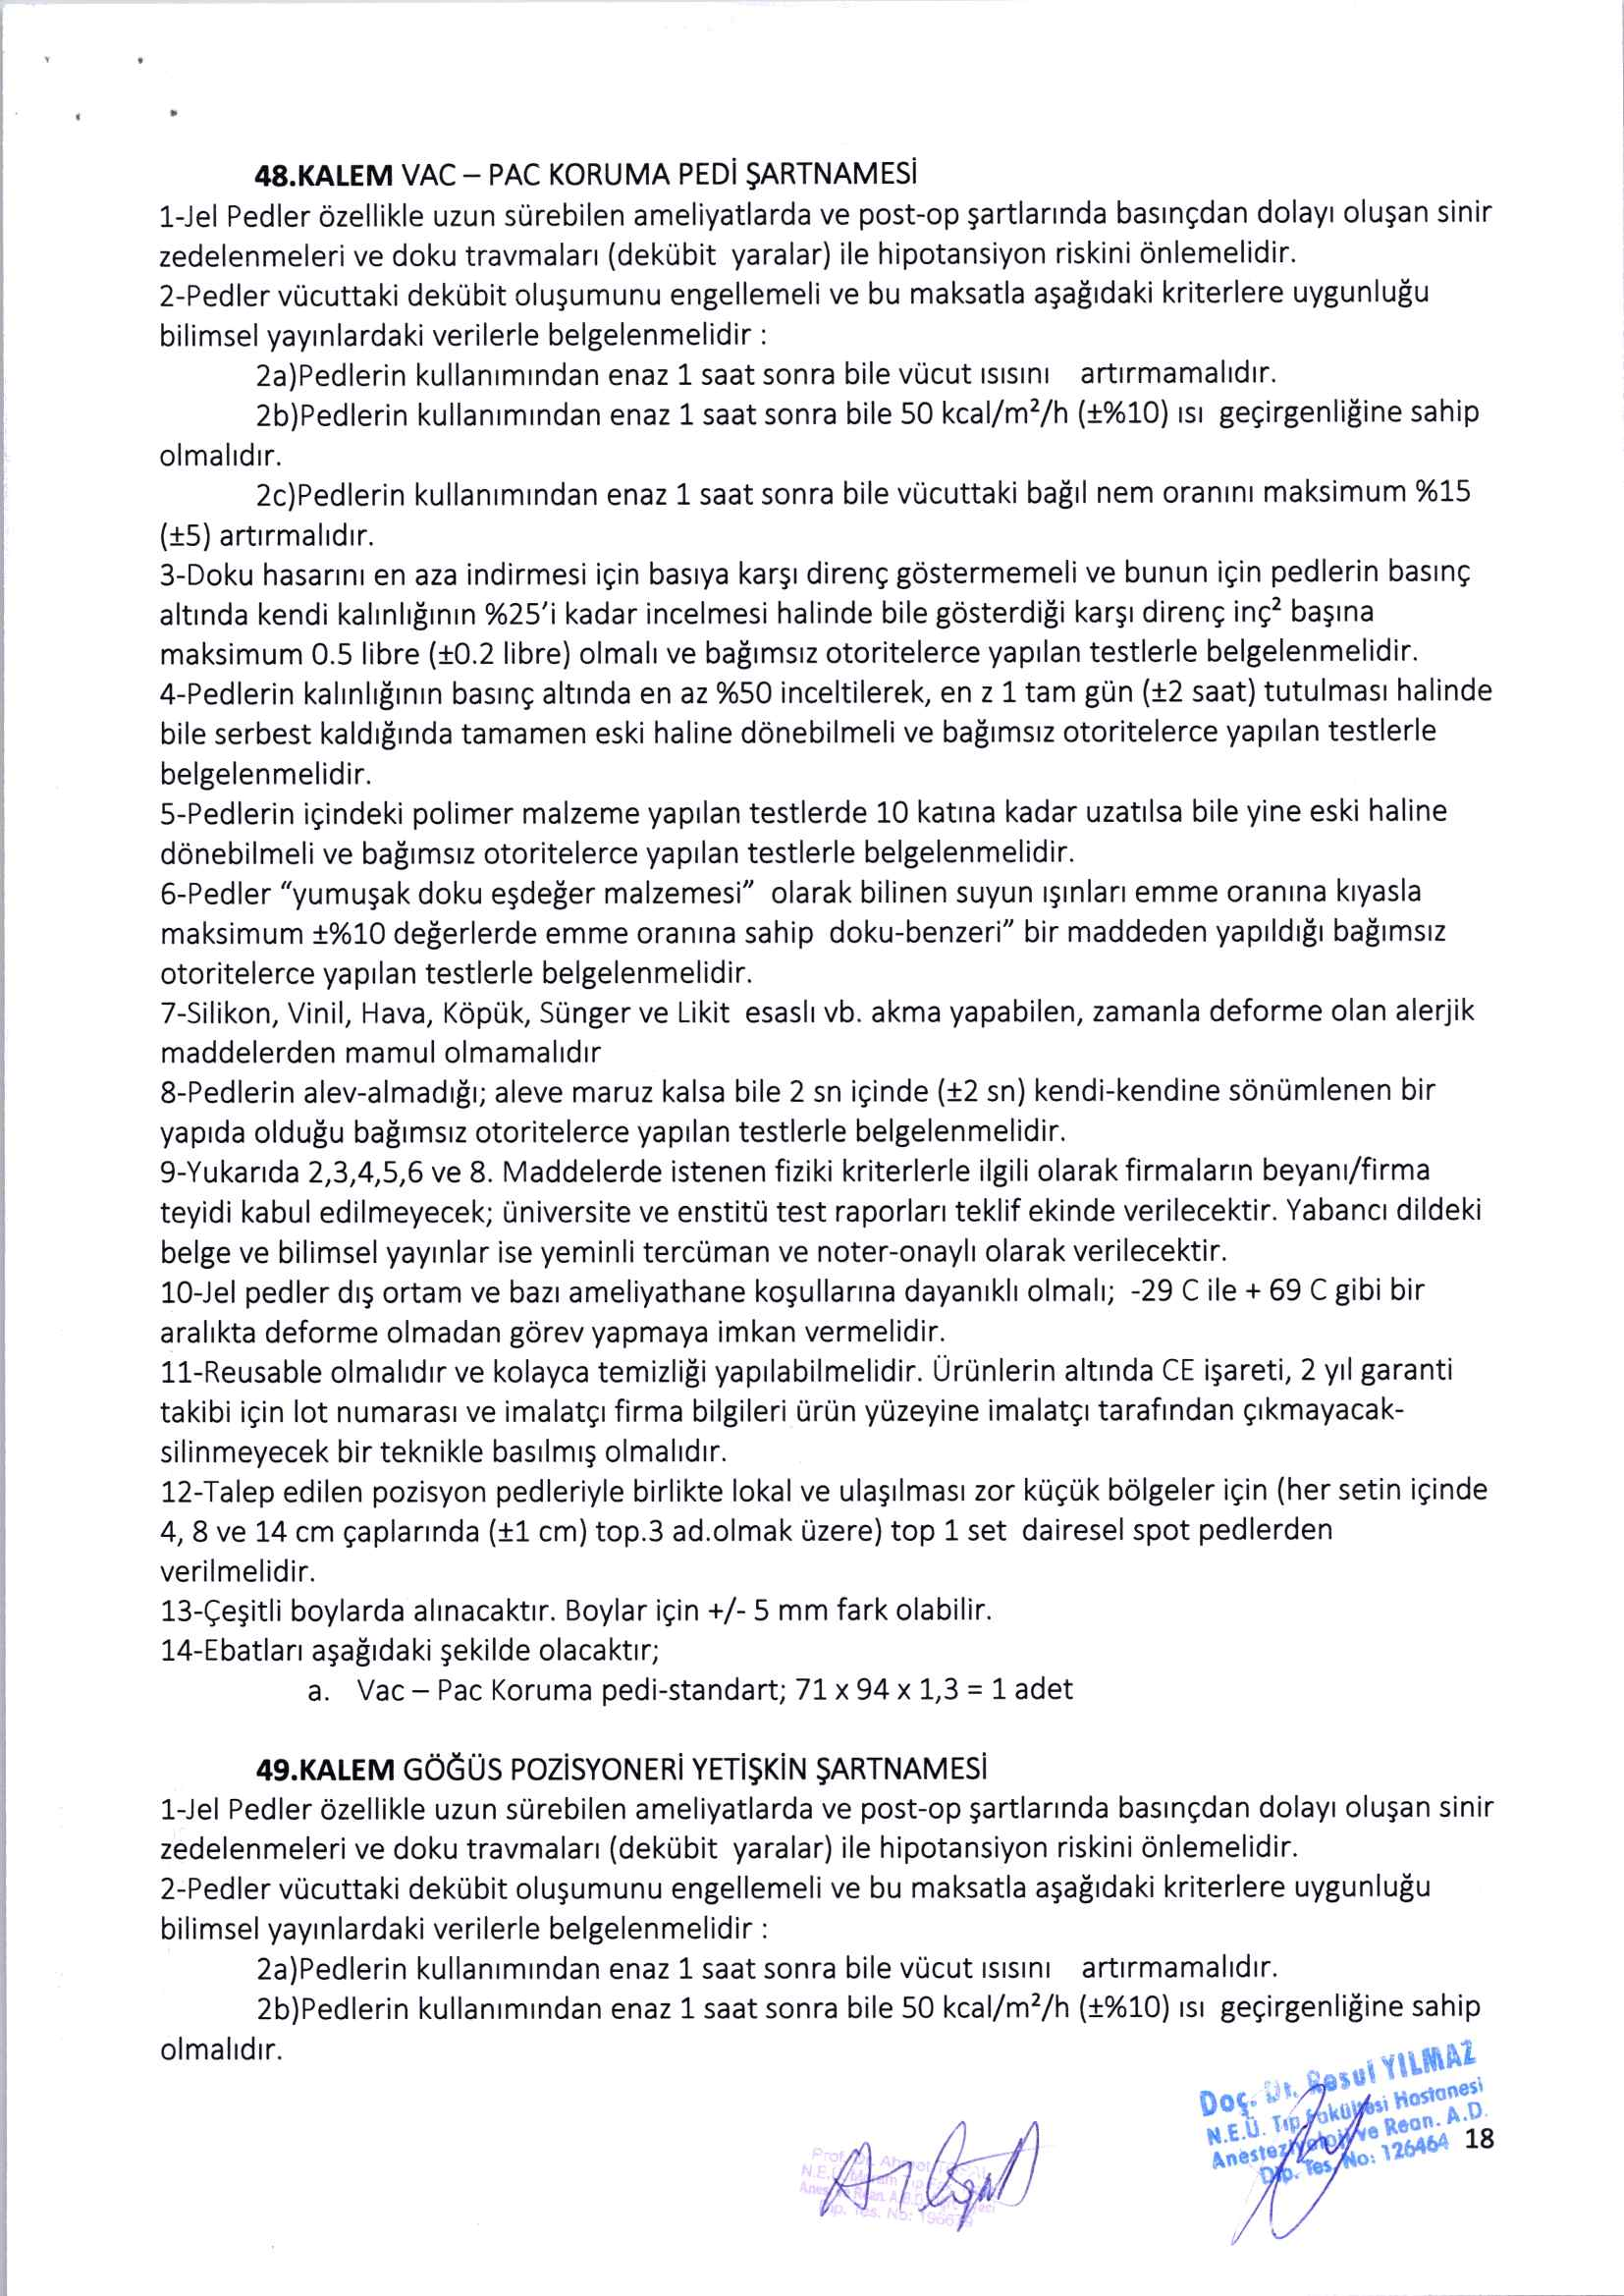 48.KALEM VAC – PAC KORUMA PEDİ ŞARTNAMESİ
1-Jel Pedler özellikle uzun sürebilen ameliyatlarda ve post-op şartlarında basınçdan dolayı oluşan sinir
zedelenmeleri ve doku travmaları (dekübit  yaralar) ile hipotansiyon riskini önlemelidir.
2-Pedler vücuttaki dekübit oluşumunu engellemeli ve bu maksatla aşağıdaki kriterlere uygunluğu
bilimsel yayınlardaki verilerle belgelenmelidir :
2a)Pedlerin kullanımından enaz 1 saat sonra bile vücut ısısını    artırmamalıdır.
2b)Pedlerin kullanımından enaz 1 saat sonra bile 50 kcal/m²/h (±%10) ısı  geçirgenliğine sahip
olmalıdır.
2c)Pedlerin kullanımından enaz 1 saat sonra bile vücuttaki bağıl nem oranını maksimum %15
(±5) artırmalıdır.
3-Doku hasarını en aza indirmesi için basıya karşı direnç göstermemeli ve bunun için pedlerin basınç
altında kendi kalınlığının %25’i kadar incelmesi halinde bile gösterdiği karşı direnç inç² başına
maksimum 0.5 libre (±0.2 libre) olmalı ve bağımsız otoritelerce yapılan testlerle belgelenmelidir.
4-Pedlerin kalınlığının basınç altında en az %50 inceltilerek, en z 1 tam gün (±2 saat) tutulması halinde
bile serbest kaldığında tamamen eski haline dönebilmeli ve bağımsız otoritelerce yapılan testlerle
belgelenmelidir.
5-Pedlerin içindeki polimer malzeme yapılan testlerde 10 katına kadar uzatılsa bile yine eski haline
dönebilmeli ve bağımsız otoritelerce yapılan testlerle belgelenmelidir.
6-Pedler “yumuşak doku eşdeğer malzemesi”  olarak bilinen suyun ışınları emme oranına kıyasla
maksimum ±%10 değerlerde emme oranına sahip  doku-benzeri” bir maddeden yapıldığı bağımsız
otoritelerce yapılan testlerle belgelenmelidir.
7-Silikon, Vinil, Hava, Köpük, Sünger ve Likit  esaslı vb. akma yapabilen, zamanla deforme olan alerjik
maddelerden mamul olmamalıdır
8-Pedlerin alev-almadığı; aleve maruz kalsa bile 2 sn içinde (±2 sn) kendi-kendine sönümlenen bir
yapıda olduğu bağımsız otoritelerce yapılan testlerle belgelenmelidir.
9-Yukarıda 2,3,4,5,6 ve 8. Maddelerde istenen fiziki kriterlerle ilgili olarak firmaların beyanı/firma
teyidi kabul edilmeyecek; üniversite ve enstitü test raporları teklif ekinde verilecektir. Yabancı dildeki
belge ve bilimsel yayınlar ise yeminli tercüman ve noter-onaylı olarak verilecektir.
10-Jel pedler dış ortam ve bazı ameliyathane koşullarına dayanıklı olmalı;  -29 C ile + 69 C gibi bir
aralıkta deforme olmadan görev yapmaya imkan vermelidir.
11-Reusable olmalıdır ve kolayca temizliği yapılabilmelidir. Ürünlerin altında CE işareti, 2 yıl garanti
takibi için lot numarası ve imalatçı firma bilgileri ürün yüzeyine imalatçı tarafından çıkmayacak-
silinmeyecek bir teknikle basılmış olmalıdır.
12-Talep edilen pozisyon pedleriyle birlikte lokal ve ulaşılması zor küçük bölgeler için (her setin içinde
4, 8 ve 14 cm çaplarında (±1 cm) top.3 ad.olmak üzere) top 1 set  dairesel spot pedlerden
verilmelidir.
13-Çeşitli boylarda alınacaktır. Boylar için +/- 5 mm fark olabilir.
14-Ebatları aşağıdaki şekilde olacaktır;
a.   Vac – Pac Koruma pedi-standart; 71 x 94 x 1,3 = 1 adet
49.KALEM GÖĞÜS POZİSYONERİ YETİŞKİN ŞARTNAMESİ
1-Jel Pedler özellikle uzun sürebilen ameliyatlarda ve post-op şartlarında basınçdan dolayı oluşan sinir
zedelenmeleri ve doku travmaları (dekübit  yaralar) ile hipotansiyon riskini önlemelidir.
2-Pedler vücuttaki dekübit oluşumunu engellemeli ve bu maksatla aşağıdaki kriterlere uygunluğu
bilimsel yayınlardaki verilerle belgelenmelidir :
2a)Pedlerin kullanımından enaz 1 saat sonra bile vücut ısısını    artırmamalıdır.
2b)Pedlerin kullanımından enaz 1 saat sonra bile 50 kcal/m²/h (±%10) ısı  geçirgenliğine sahip
olmalıdır.
Doç. Dr. Resul YILMAZ
N.E.Ü. Tıp Fakültesi Hastanesi
Anesteziyoloji ve Rean. A.D.
Dip. Tes. No: 126464
18
Prof. Dr.
N.E.Ü. Meram Tıp
Dip. Tes. No: